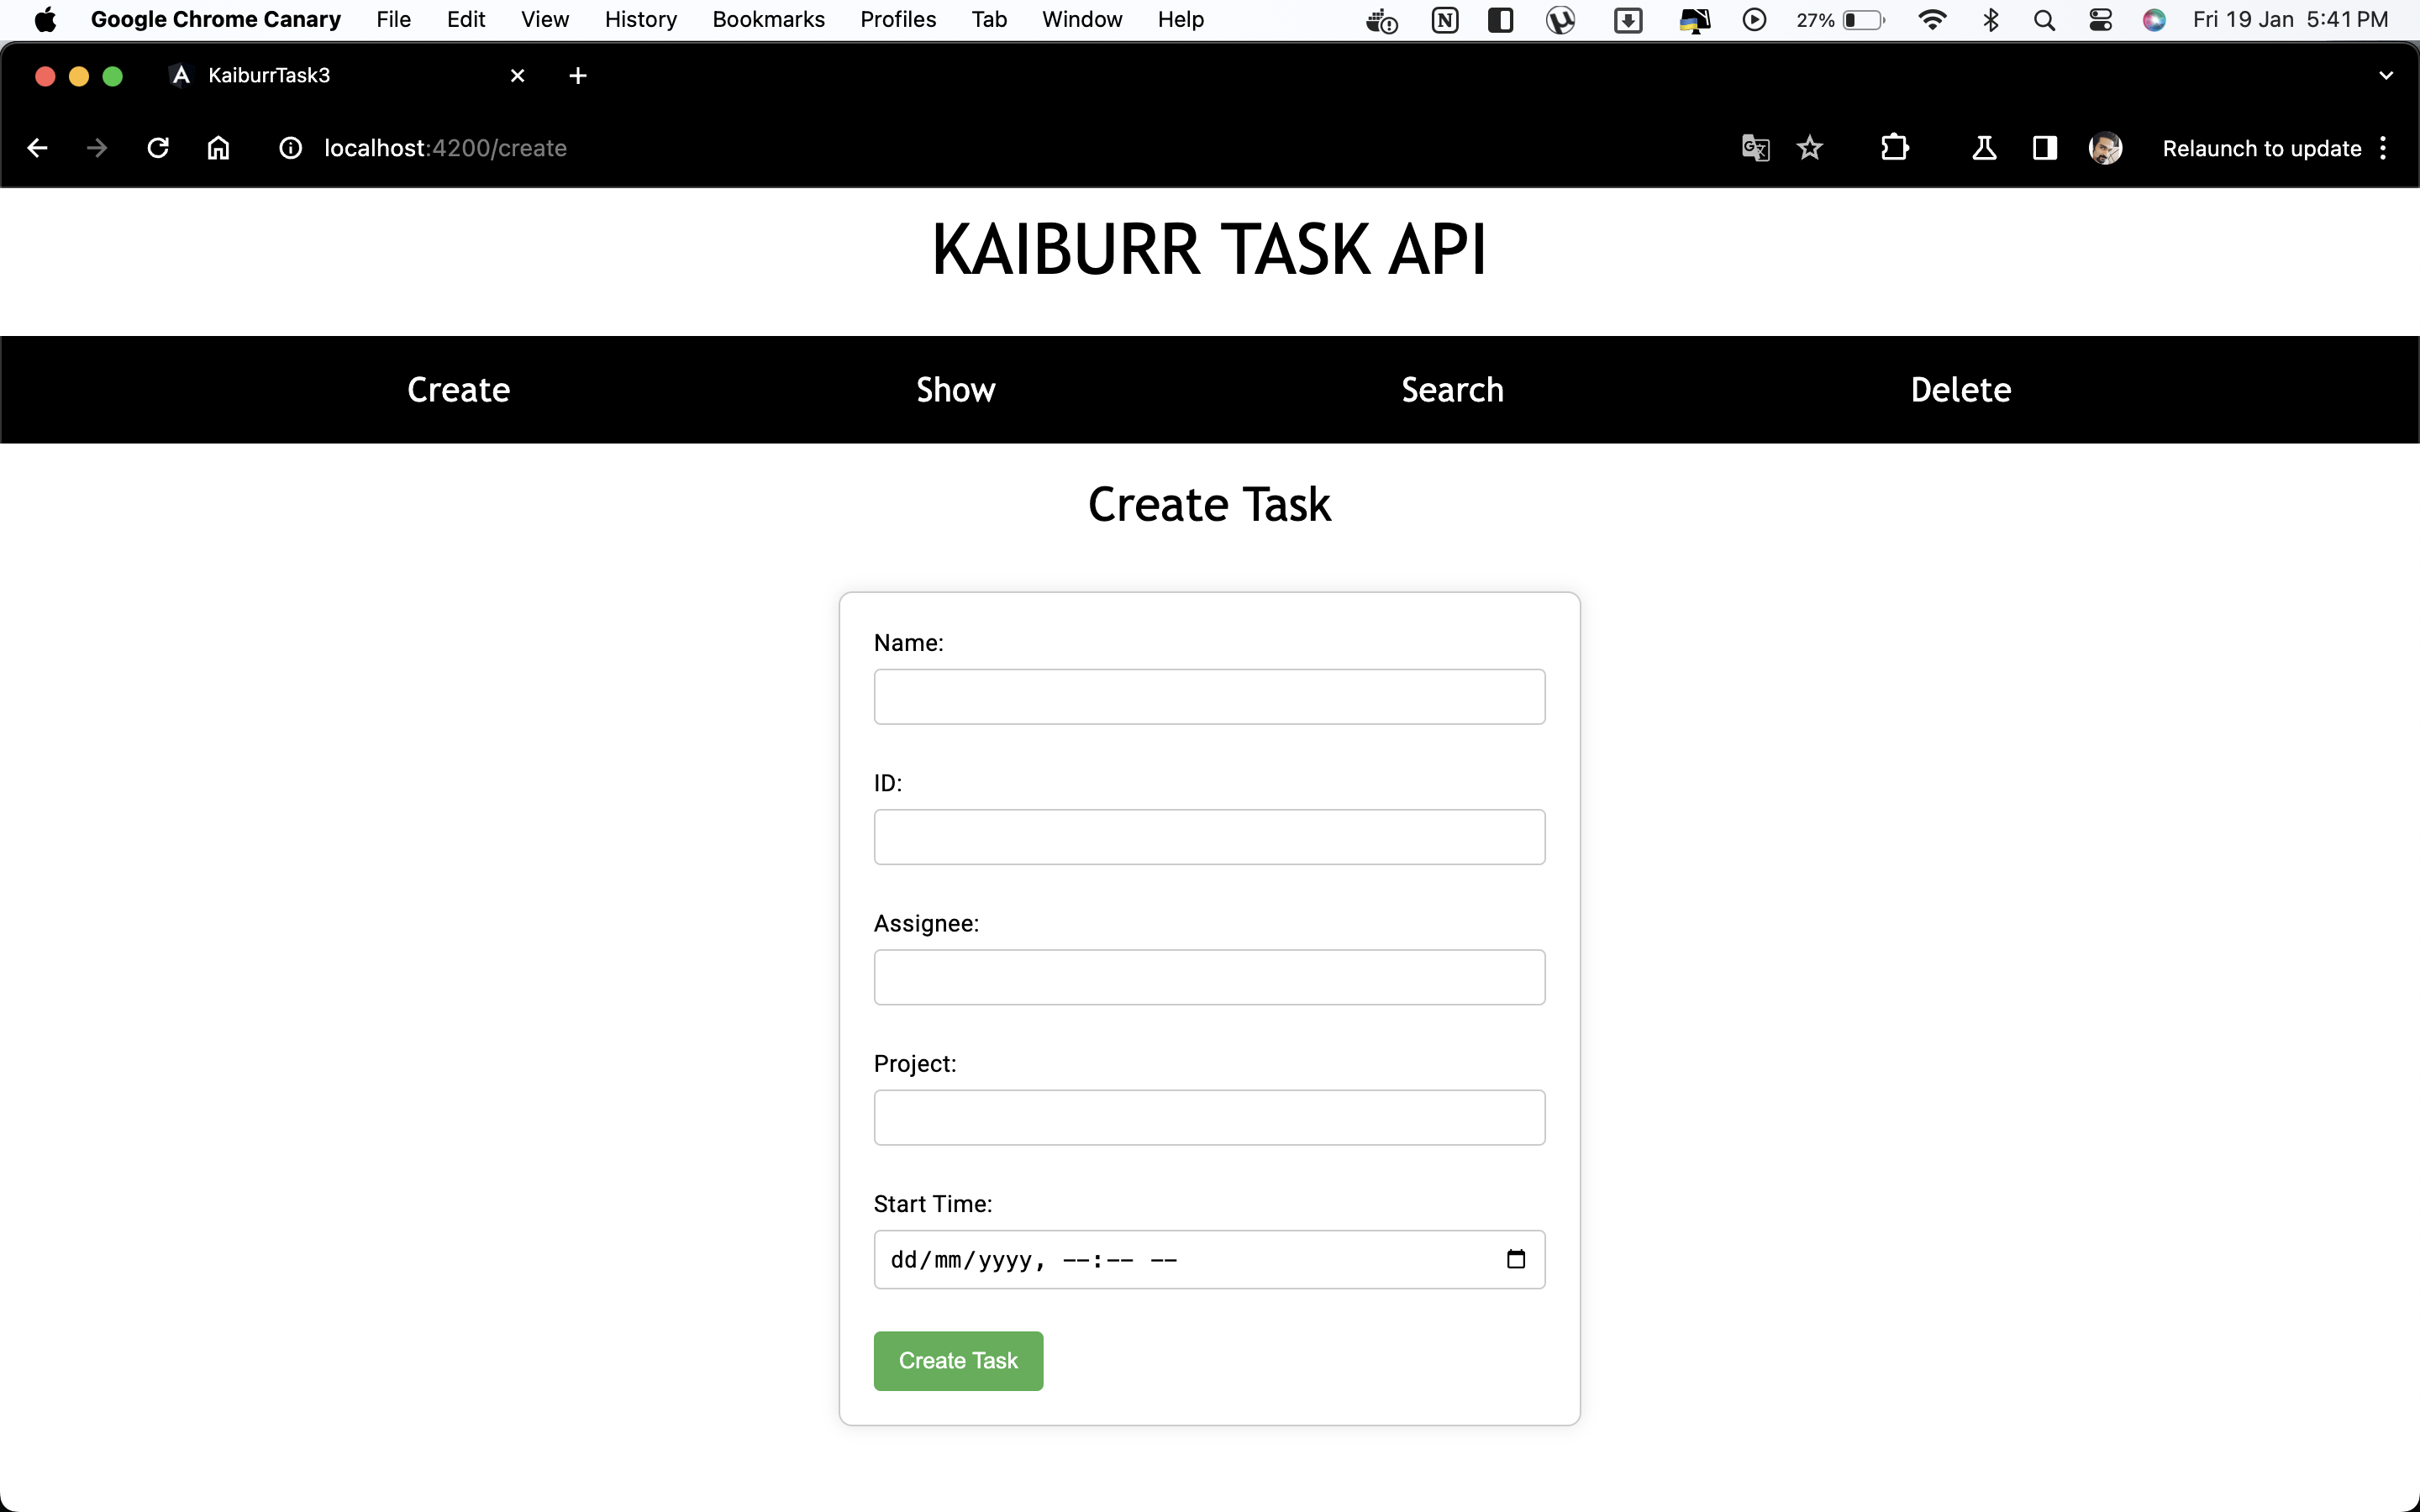 Google Chrome Canary File Edit View History Bookmarks Profiles Tab Window Help 27% Fri 19 Jan 5:41 PM
KaiburrTask3
localhost:4200/create Relaunch to update
KAIBURR TASK API
Create Show Search Delete
Create Task
Name:
ID:
Assignee:
Project:
Start Time:
dd/mm/yyyy, --:-- --
Create Task